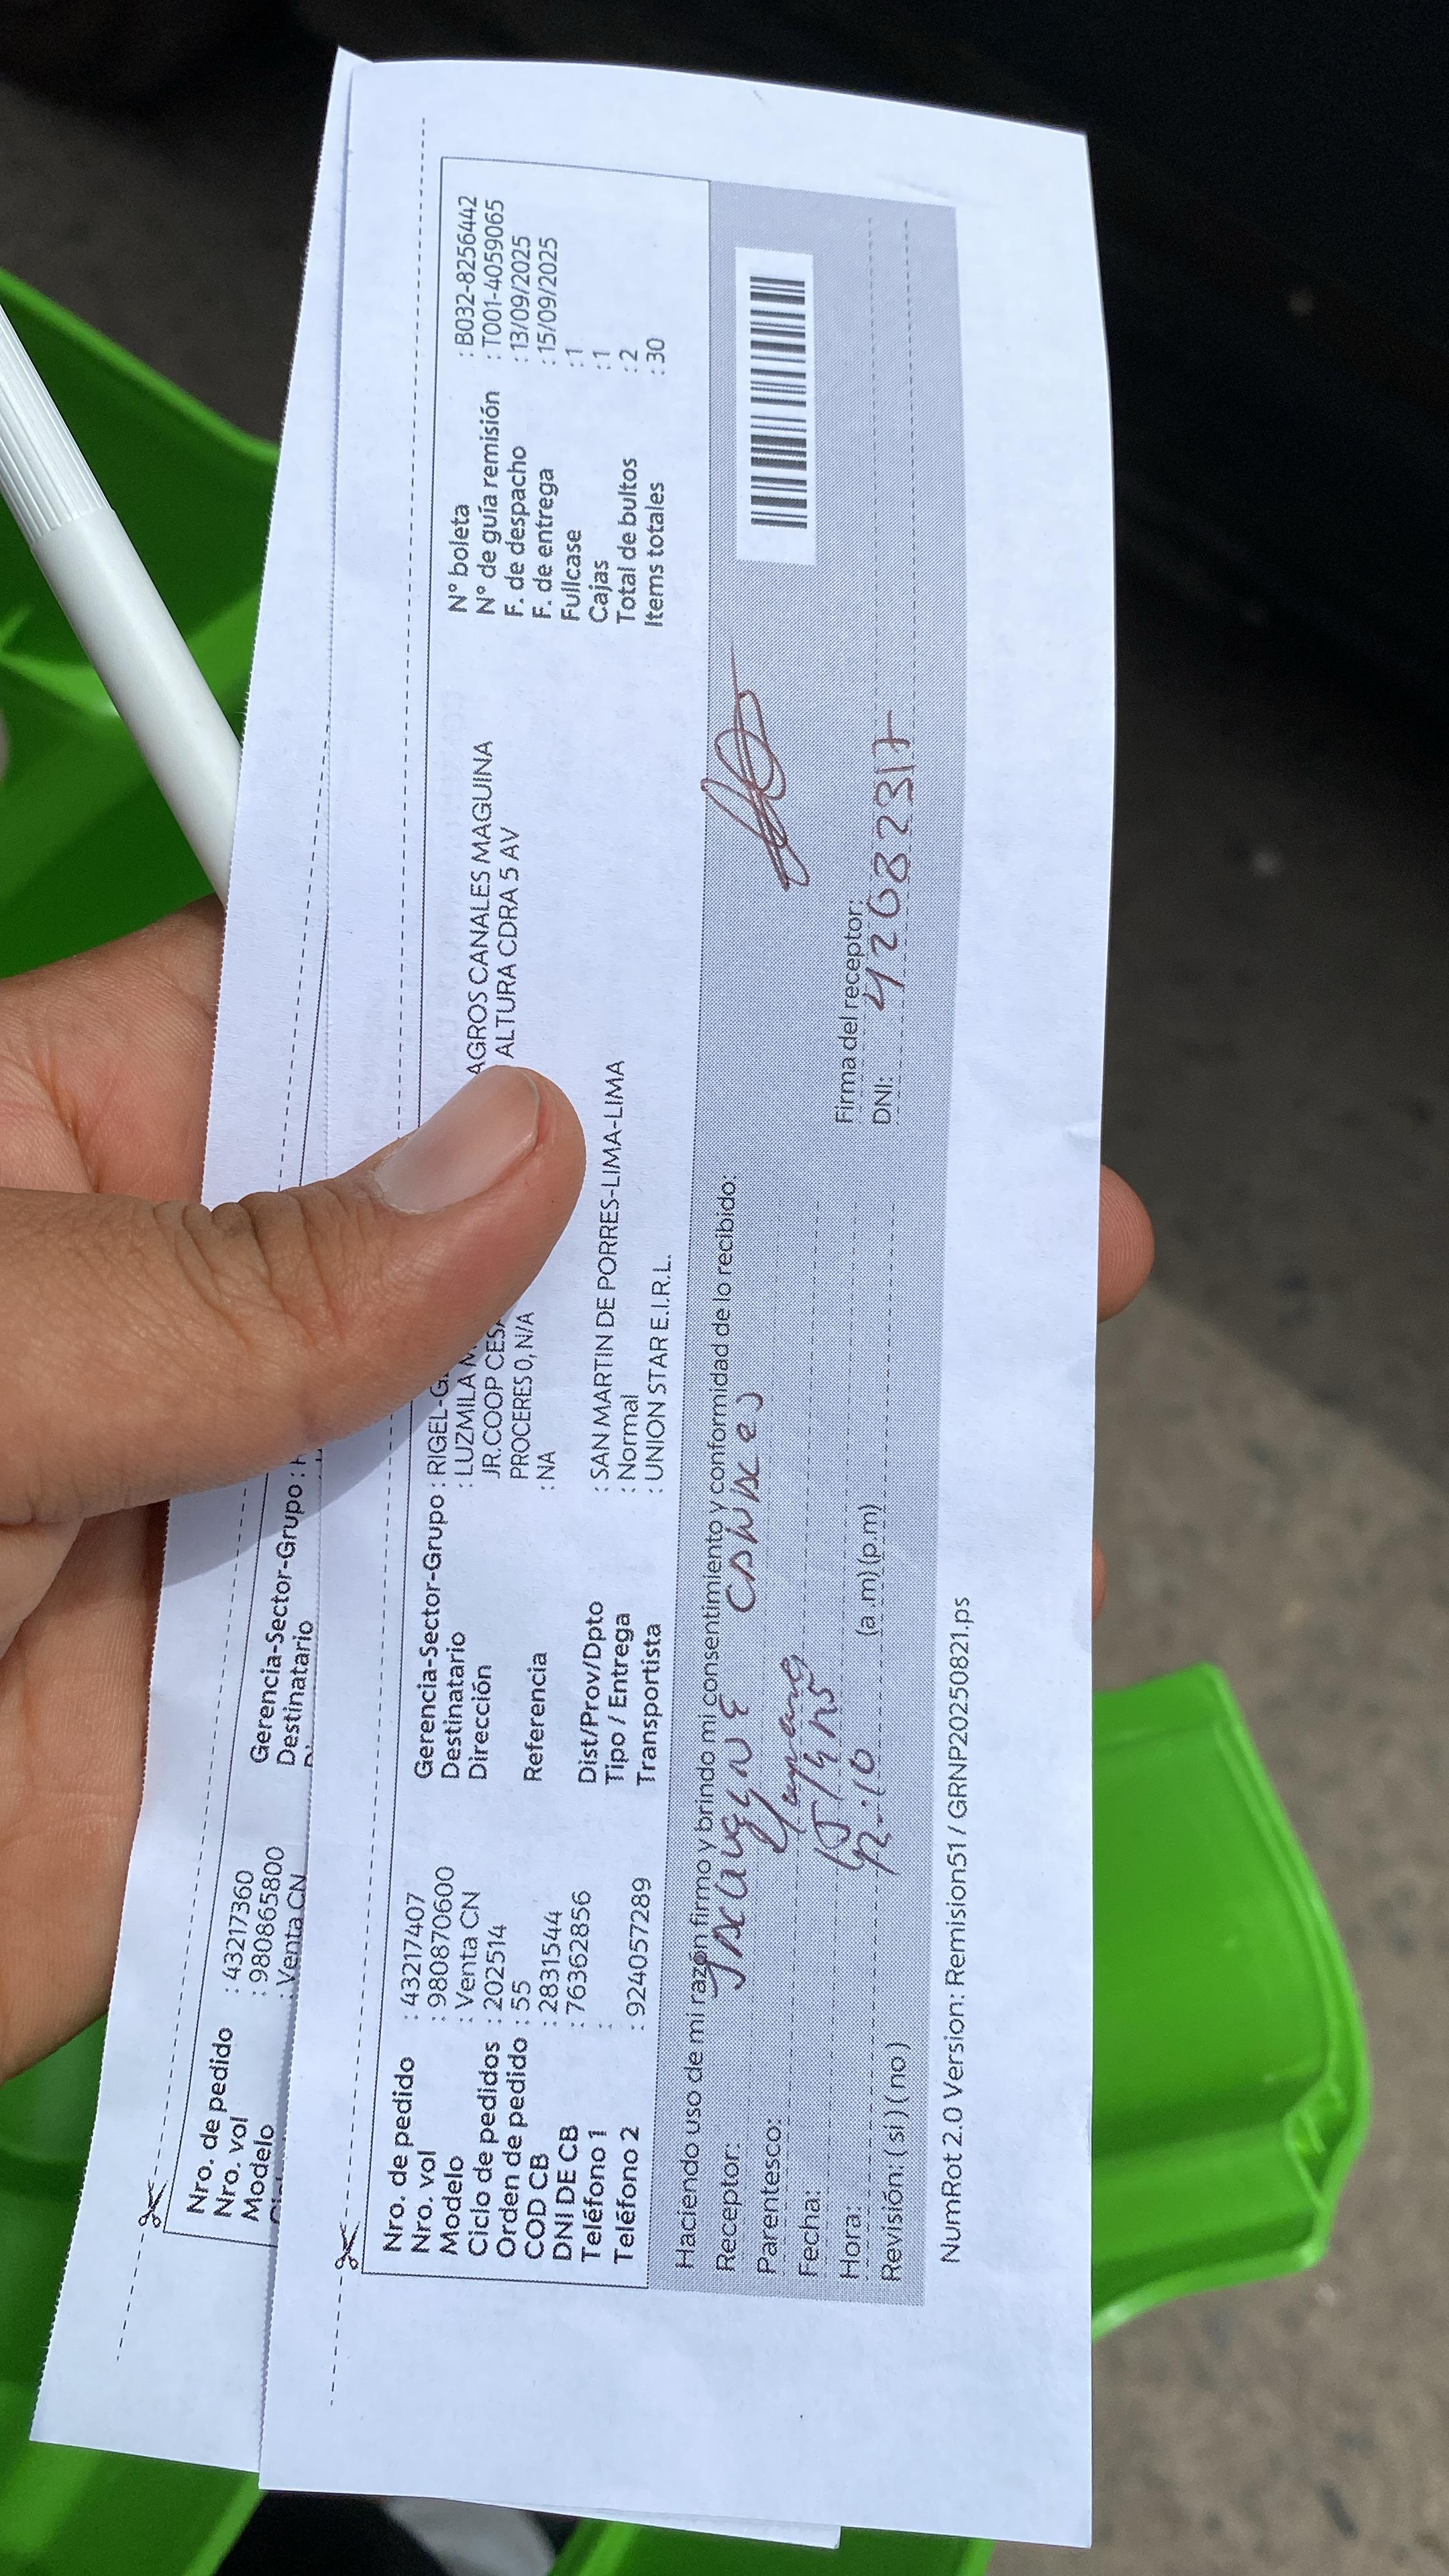 Nro. de pedido : 43217360
Nro. vol : 980865800
Modelo : Venta CN
Gerencia-Sector-Grupo :
Destinatario
Nro. de pedido : 43217407
Nro. vol : 980870600
Modelo : Venta CN
Ciclo de pedidos : 202514
Orden de pedido : 55
COD CB : 2831544
DNI DE CB : 76362856
Teléfono 1 :
Teléfono 2 : 924057289
Gerencia-Sector-Grupo : RIGEL-
Destinatario : LUZMILA AGROS CANALES MAGUINA
Dirección JR.COOP ALTURA CDRA 5 AV
PROCERES 0, N/A
Referencia : NA
Dist/Prov/Dpto : SAN MARTIN DE PORRES-LIMA-LIMA
Tipo / Entrega : Normal
Transportista : UNION STAR E.I.R.L.
N° boleta : B032-8256442
N° de guía remisión : T001-4059065
F. de despacho : 13/09/2025
F. de entrega : 15/09/2025
Fullcase : 1
Cajas : 1
Total de bultos : 2
Items totales : 30
Haciendo uso de mi razón firmo y brindo mi consentimiento y conformidad de lo recibido:
Receptor:
Parentesco:
Fecha:
Hora: (a.m) (p.m)
Revisión: ( si ) ( no )
Firma del receptor:
DNI: 42082317
NumRot 2.0 Version: Remision51 / GRNP20250821.ps